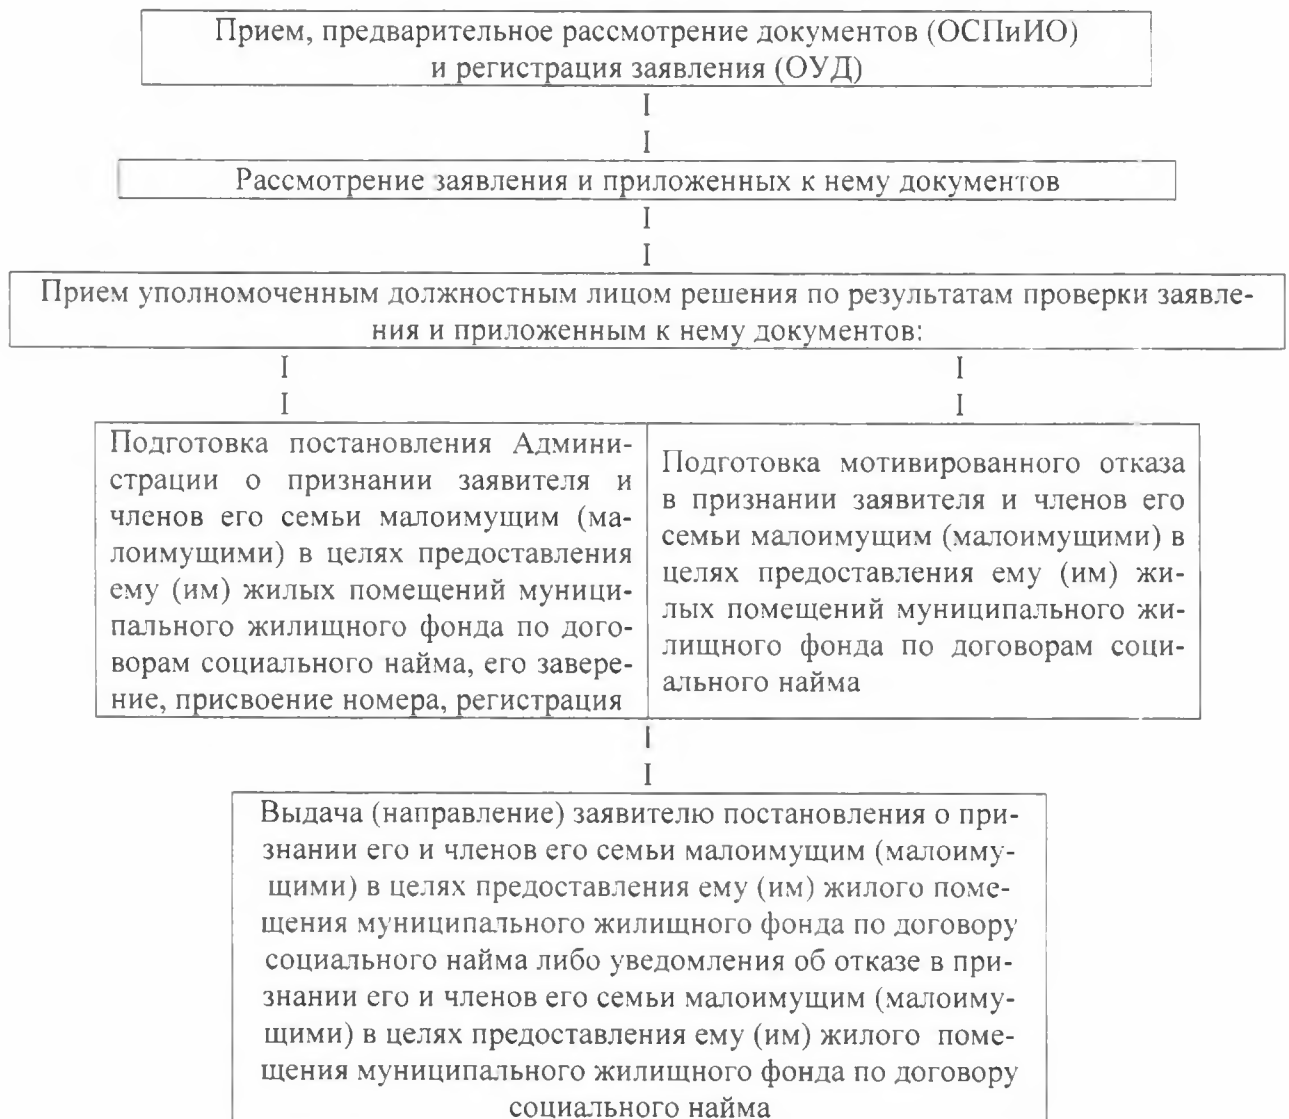 Прием, предварительное рассмотрение документов (ОСПиИО)
и регистрация заявления (ОУД)
I
I
Рассмотрение заявления и приложенных к нему документов
I
I
Прием уполномоченным должностным лицом решения по результатам проверки заявле-
ния и приложенным к нему документов:
I I
I I
Подготовка постановления Админи-
страции о признании заявителя и
членов его семьи малоимущим (ма-
лоимущими) в целях предоставления
ему (им) жилых помещений муници-
пального жилищного фонда по дого-
ворам социального найма, его завере-
ние, присвоение номера, регистрация
Подготовка мотивированного отказа
в признании заявителя и членов его
семьи малоимущим (малоимущими) в
целях предоставления ему (им) жи-
лых помещений муниципального жи-
лищного фонда по договорам соци-
ального найма
I
I
Выдача (направление) заявителю постановления о при-
знании его и членов его семьи малоимущим (малоиму-
щими) в целях предоставления ему (им) жилого поме-
щения муниципального жилищного фонда по договору
социального найма либо уведомления об отказе в при-
знании его и членов его семьи малоимущим (малоиму-
щими) в целях предоставления ему (им) жилого поме-
щения муниципального жилищного фонда по договору
социального найма